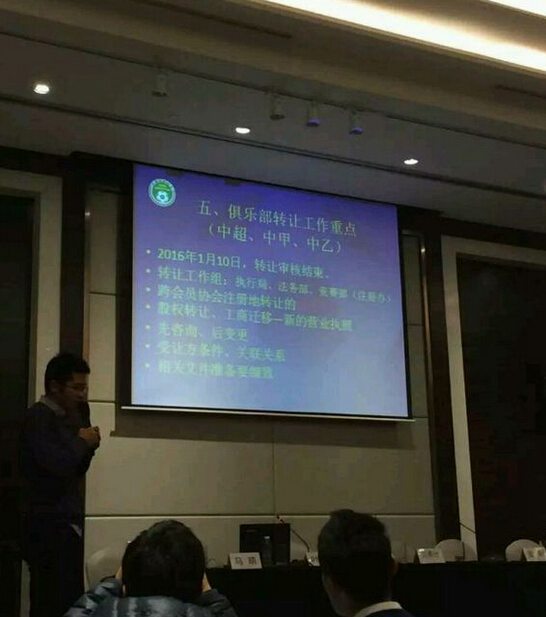 五、俱乐部转让工作重点
（中超、中甲、中乙）
• 2016年1月10日，转让审核结束。
• 转让工作组：执行局、法务部、竞赛部（注册办）
• 跨会员协会注册地转让的
• 股权转让、工商迁移—新的营业执照
• 先咨询、后变更
• 受让方条件、关联关系
• 相关文件准备要细致